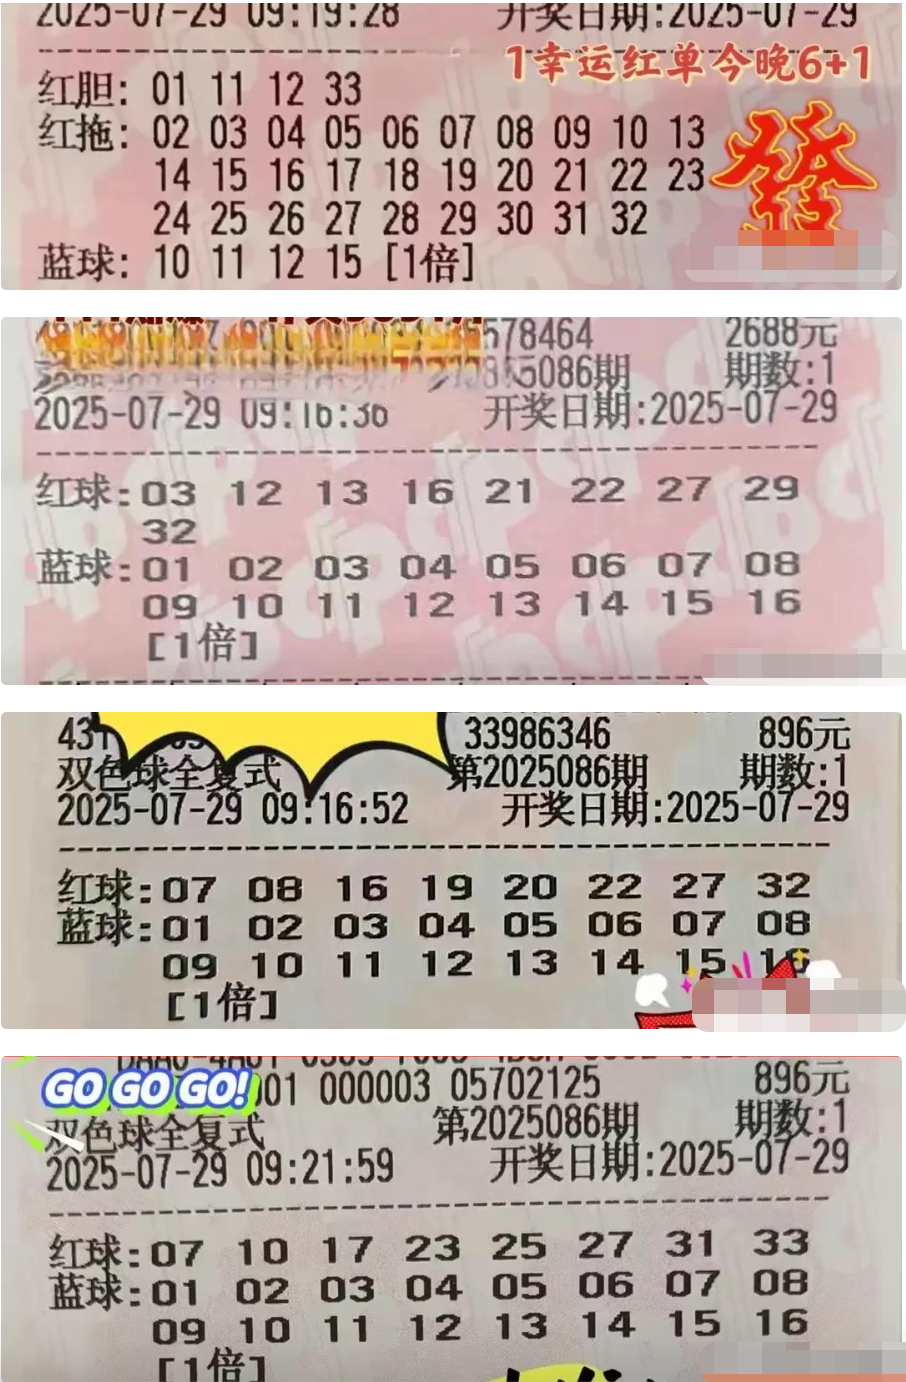 2025-07-29 09:19:28 开奖日期:2025-07-29
1幸运红单今晚6+1
红胆: 01 11 12 33
红拖: 02 03 04 05 06 07 08 09 10 13
14 15 16 17 18 19 20 21 22 23
24 25 26 27 28 29 30 31 32
發
蓝球: 10 11 12 15 [1倍]
578464 2688元
5086期 期数:1
2025-07-29 09:16:36 开奖日期:2025-07-29
红球:03 12 13 16 21 22 27 29
32
蓝球:01 02 03 04 05 06 07 08
09 10 11 12 13 14 15 16
[1倍]
33986346 896元
双色球全复式 第2025086期 期数:1
2025-07-29 09:16:52 开奖日期:2025-07-29
红球:07 08 16 19 20 22 27 32
蓝球:01 02 03 04 05 06 07 08
09 10 11 12 13 14 15 16
[1倍]
GO GO GO!
01 000003 05702125 896元
双色球全复式 第2025086期 期数:1
2025-07-29 09:21:59 开奖日期:2025-07-29
红球:07 10 17 23 25 27 31 33
蓝球:01 02 03 04 05 06 07 08
09 10 11 12 13 14 15 16
[1倍]